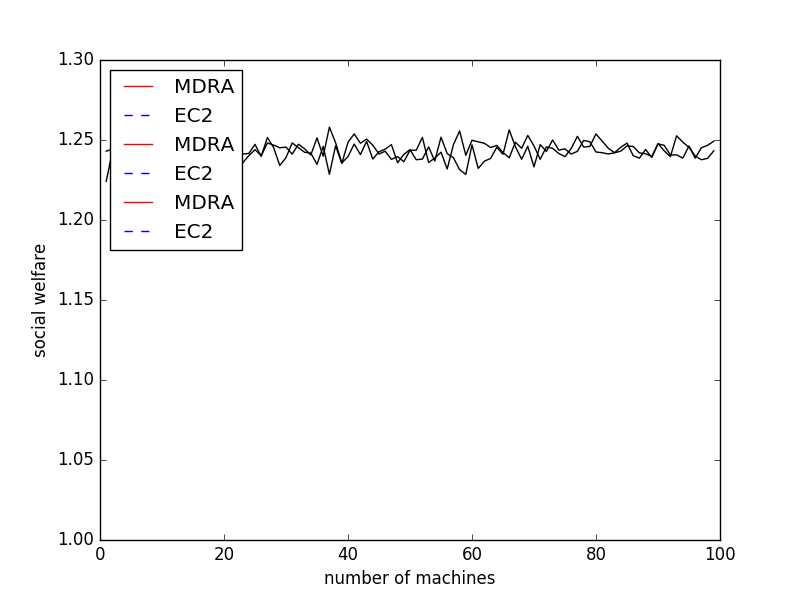 1.30
1.25
1.20
1.15
1.10
1.05
1.00
social welfare
MDRA
EC2
MDRA
EC2
MDRA
EC2
0 20 40 60 80 100
number of machines